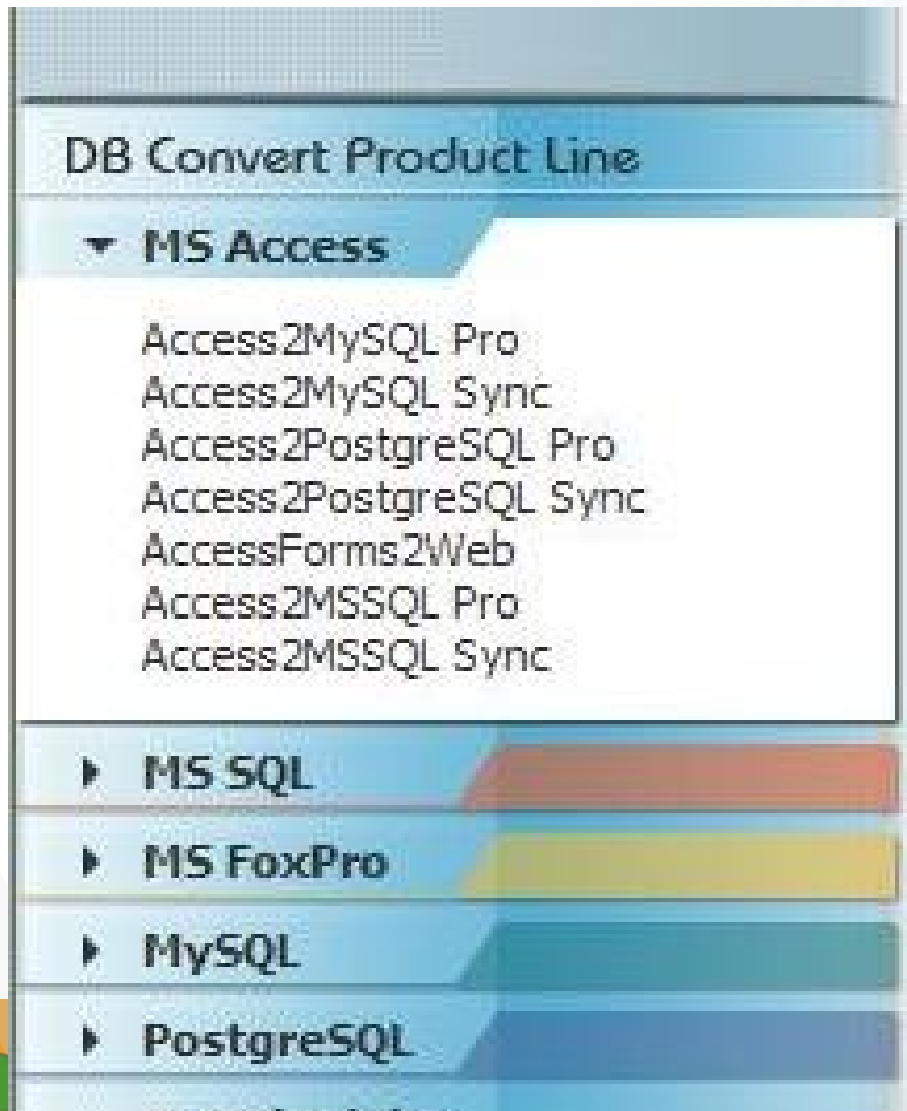 DB Convert Product Line
MS Access
Access2MySQL Pro
Access2MySQL Sync
Access2PostgreSQL Pro
Access2PostgreSQL Sync
AccessForms2Web
Access2MSSQL Pro
Access2MSSQL Sync
MS SQL
MS FoxPro
MySQL
PostgreSQL